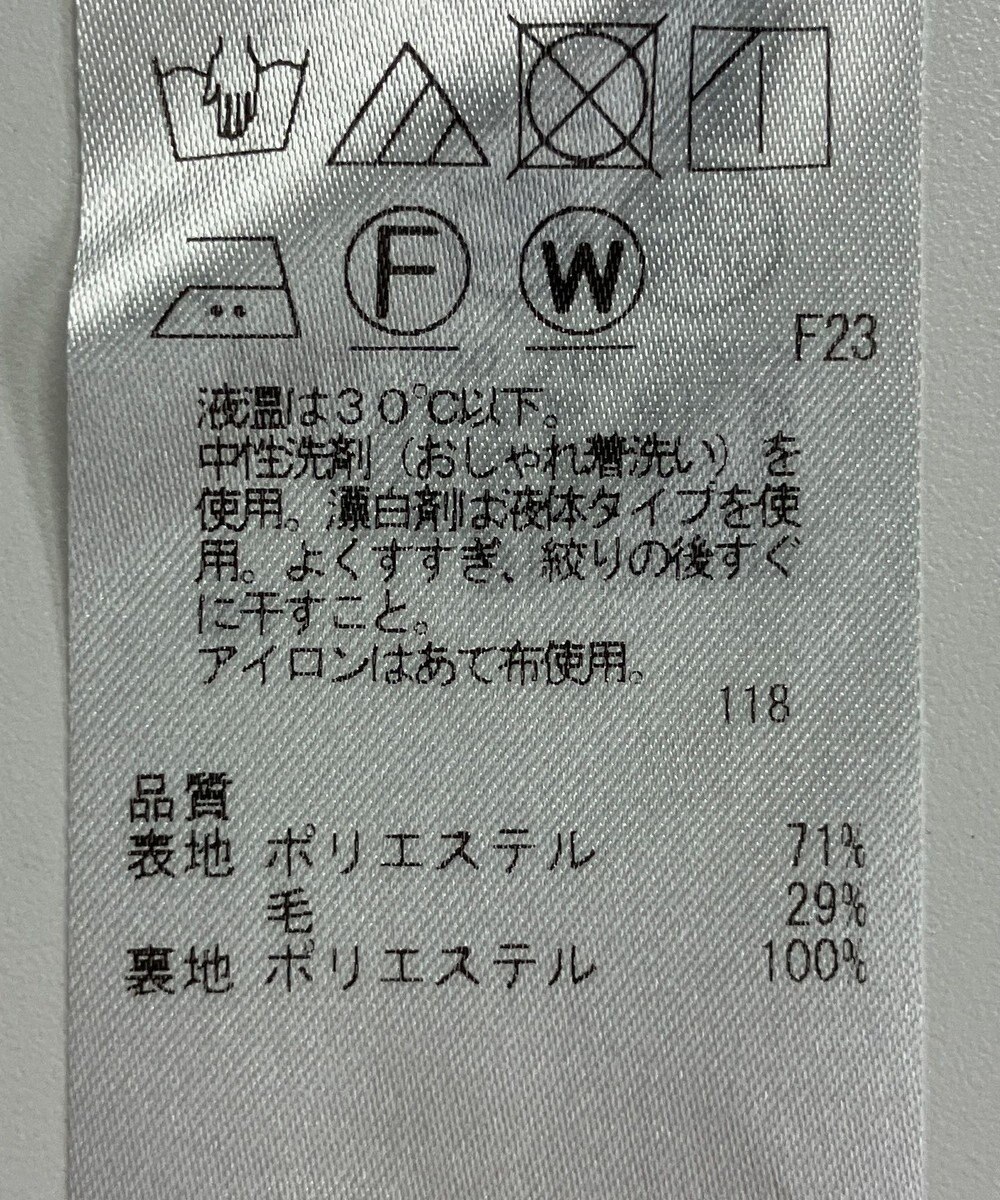 F W
F23
液温は30℃以下。
中性洗剤(おしゃれ着洗い)を
使用。漂白剤は液体タイプを使
用。よくすすぎ、絞りの後すぐ
に干すこと。
アイロンはあて布使用。
118
品質
表地 ポリエステル 71%
毛 29%
裏地 ポリエステル 100%